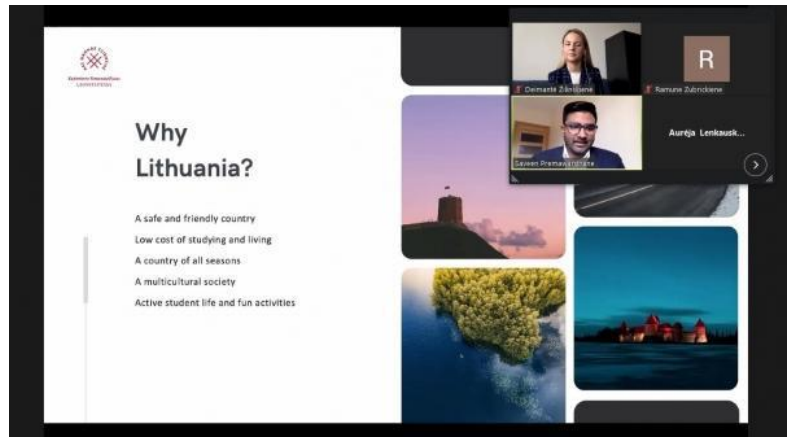 Why
Lithuania?
A safe and friendly country
Low cost of studying and living
A country of all seasons
A multicultural society
Active student life and fun activities
R
Deimantė
Ramune Zubrickiene
Saveen
Aurėja Lenkausk...